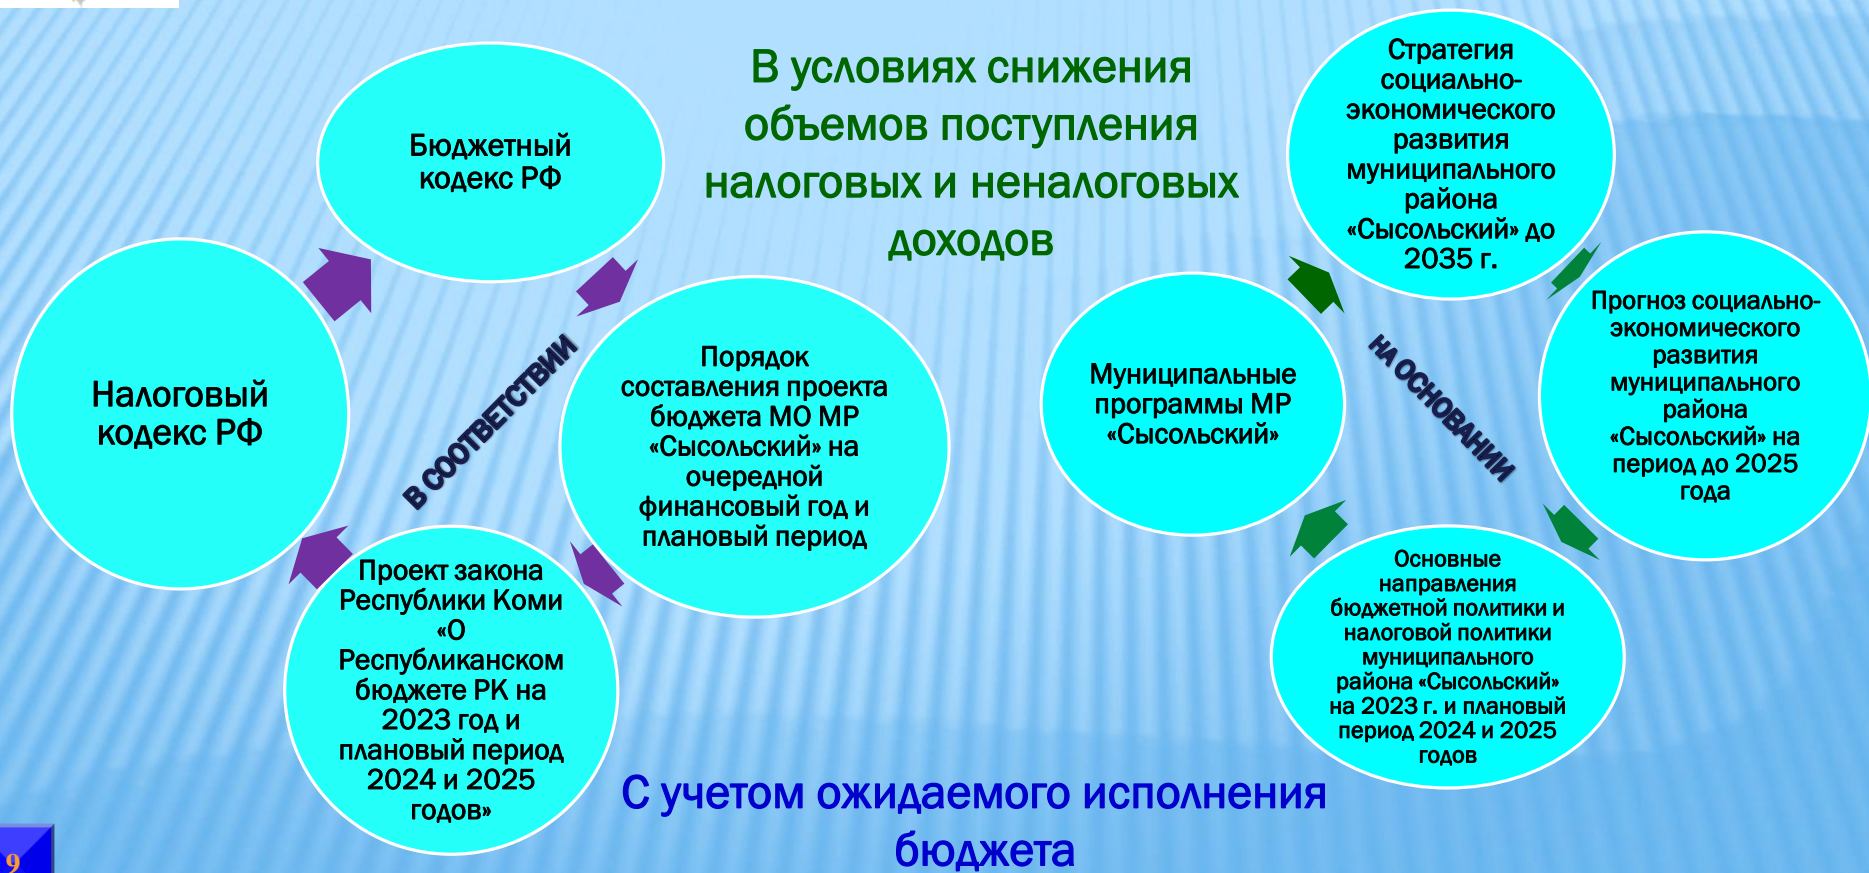 В условиях снижения
объемов поступления
налоговых и неналоговых
доходов
Бюджетный
кодекс РФ
Налоговый
кодекс РФ
В СООТВЕТСТВИИ
Порядок
составления проекта
бюджета МО МР
«Сысольский» на
очередной
финансовый год и
плановый период
Проект закона
Республики Коми
«О
Республиканском
бюджете РК на
2023 год и
плановый период
2024 и 2025
годов»
Стратегия
социально-
экономического
развития
муниципального
района
«Сысольский» до
2035 г.
Муниципальные
программы МР
«Сысольский»
НА ОСНОВАНИИ
Прогноз социально-
экономического
развития
муниципального
района
«Сысольский» на
период до 2025
года
Основные
направления
бюджетной политики и
налоговой политики
муниципального
района «Сысольский»
на 2023 г. и плановый
период 2024 и 2025
годов
С учетом ожидаемого исполнения
бюджета
9